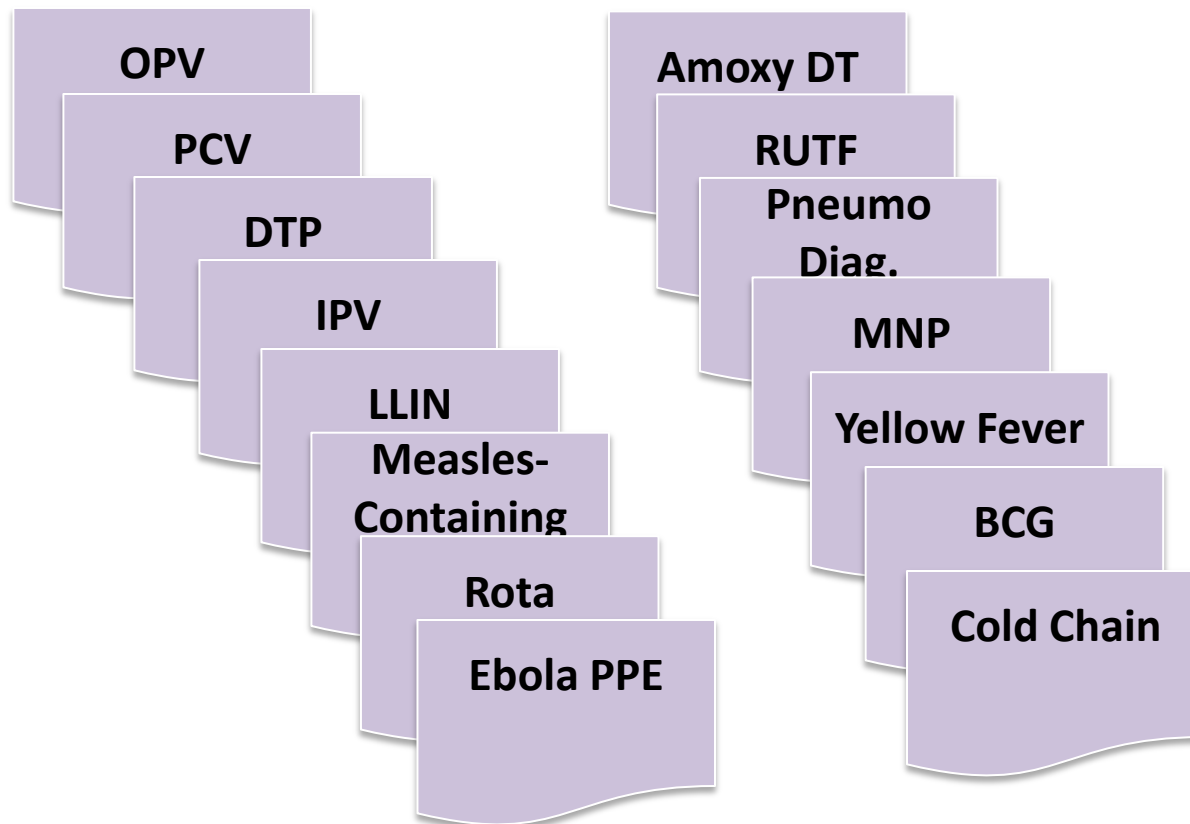 OPV
PCV
DTP
IPV
LLIN
Measles-
Containing
Rota
Ebola PPE
Amoxy DT
RUTF
Pneumo
Diag.
MNP
Yellow Fever
BCG
Cold Chain